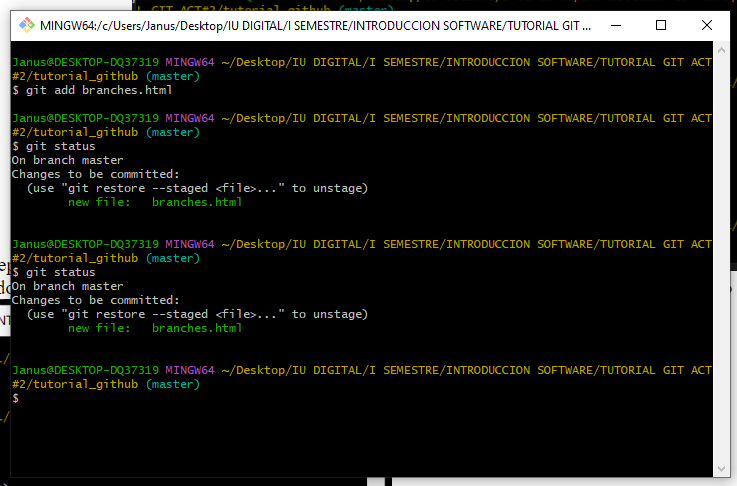 GIT ACT#2/tutorial_github (master)
MINGW64:/c/Users/Janus/Desktop/IU DIGITAL/I SEMESTRE/INTRODUCCION SOFTWARE/TUTORIAL GIT ...
Janus@DESKTOP-DQ37319 MINGW64 ~/Desktop/IU DIGITAL/I SEMESTRE/INTRODUCCION SOFTWARE/TUTORIAL GIT ACT
#2/tutorial_github (master)
$ git add branches.html
Janus@DESKTOP-DQ37319 MINGW64 ~/Desktop/IU DIGITAL/I SEMESTRE/INTRODUCCION SOFTWARE/TUTORIAL GIT ACT
#2/tutorial_github (master)
$ git status
On branch master
Changes to be committed:
  (use "git restore --staged <file>..." to unstage)
        new file:   branches.html
Janus@DESKTOP-DQ37319 MINGW64 ~/Desktop/IU DIGITAL/I SEMESTRE/INTRODUCCION SOFTWARE/TUTORIAL GIT ACT
#2/tutorial_github (master)
$ git status
On branch master
Changes to be committed:
  (use "git restore --staged <file>..." to unstage)
        new file:   branches.html
Janus@DESKTOP-DQ37319 MINGW64 ~/Desktop/IU DIGITAL/I SEMESTRE/INTRODUCCION SOFTWARE/TUTORIAL GIT ACT
#2/tutorial_github (master)
$